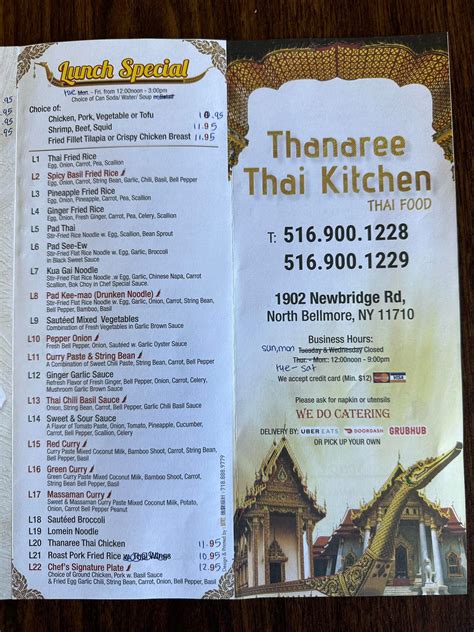 .95
.95
.95
.95
Lunch Special
Tue
Mon. - Fri. from 12:00noon - 3:00pm
Choice of Can Soda/ Water/ Soup
Choice of:
Chicken, Pork, Vegetable or Tofu 10.95
Shrimp, Beef, Squid 11.95
Fried Fillet Tilapia or Crispy Chicken Breast 11.95
L1 Thai Fried Rice
Egg, Onion, Carrot, Pea, Scallion
L2 Spicy Basil Fried Rice
Egg, Onion, Carrot, String Bean, Garlic, Chili, Basil, Bell Pepper
L3 Pineapple Fried Rice
Egg, Onion, Pineapple, Carrot, Pea, Scallion
L4 Ginger Fried Rice
Egg, Onion, Fresh Ginger, Carrot, Pea, Celery, Scallion
L5 Pad Thai
Stir-Fried Rice Noodle w. Egg, Scallion, Bean Sprout
L6 Pad See-Ew
Stir-Fried Flat Rice Noodle w. Egg, Garlic, Broccoli
in Black Sweet Sauce
L7 Kua Gai Noodle
Stir-Fried Flat Rice Noodle .w Egg, Garlic, Chinese Napa, Carrot
Scallion, Bok Choy in Chef Special Sauce.
L8 Pad Kee-mao (Drunken Noodle)
Stir-Fried Flat Rice Noodle w. Egg, Onion, Carrot, String Bean,
Bell Pepper, Bamboo, Basil
L9 Sautéed Mixed Vegetables
Combination of Fresh Vegetables in Garlic Brown Sauce
L10 Pepper Onion
Fresh Bell Pepper, Onion, Sautéed w. Garlic Oyster Sauce
L11 Curry Paste & String Bean
A Combination of Sweet Chili Paste, String Bean, Carrot, Bell Pepper
L12 Ginger Garlic Sauce
Refresh Flavor of Fresh Ginger, Bell Pepper, Onion, Carrot, Celery,
Mushroom Garlic Brown Sauce
L13 Thai Chili Basil Sauce
Onion, String Bean, Carrot, Bell Pepper, Garlic Chili Basil Sauce
L14 Sweet & Sour Sauce
A Flavor of Tomato Paste, Onion, Tomato, Pineapple, Cucumber,
Carrot, Bell Pepper, Scallion, Celery
L15 Red Curry
Curry Paste Mixed Coconut Milk, Bamboo Shoot, Carrot, String Bean,
Bell Pepper, Basil
L16 Green Curry
Curry Paste Mixed Coconut Milk, Bamboo Shoot, Carrot,
String Bean Bell Pepper, Basil
L17 Massaman Curry
Sweet & Massaman Curry Paste Mixed Coconut Milk, Potato,
Onion, Carrot Bell Pepper, Peanut
L18 Sautéed Broccoli
L19 Lomein Noodle
L20 Thanaree Thai Chicken 11.95
L21 Roast Pork Fried Rice 10.95
L22 Chef's Signature Plate 12.95
Choice of Ground Chicken, Pork w. Basil Sauce
& Fried Egg Garlic Chili, String Bean, Carrot, Onion, Bell Pepper, Basil
718.888.9779
Thanaree
Thai Kitchen
THAI FOOD
T: 516.900.1228
516.900.1229
1902 Newbridge Rd,
North Bellmore, NY 11710
Business Hours:
sun, mon Tuesday & Wednesday Closed
Thur. - Mon.: 12:00noon - 9:00pm
tue - sat
We accept credit card (Min. $12) VISA
Please ask for napkin or utensils
WE DO CATERING
DELIVERY BY: UBER EATS DOORDASH GRUBHUB
OR PICK UP YOUR OWN